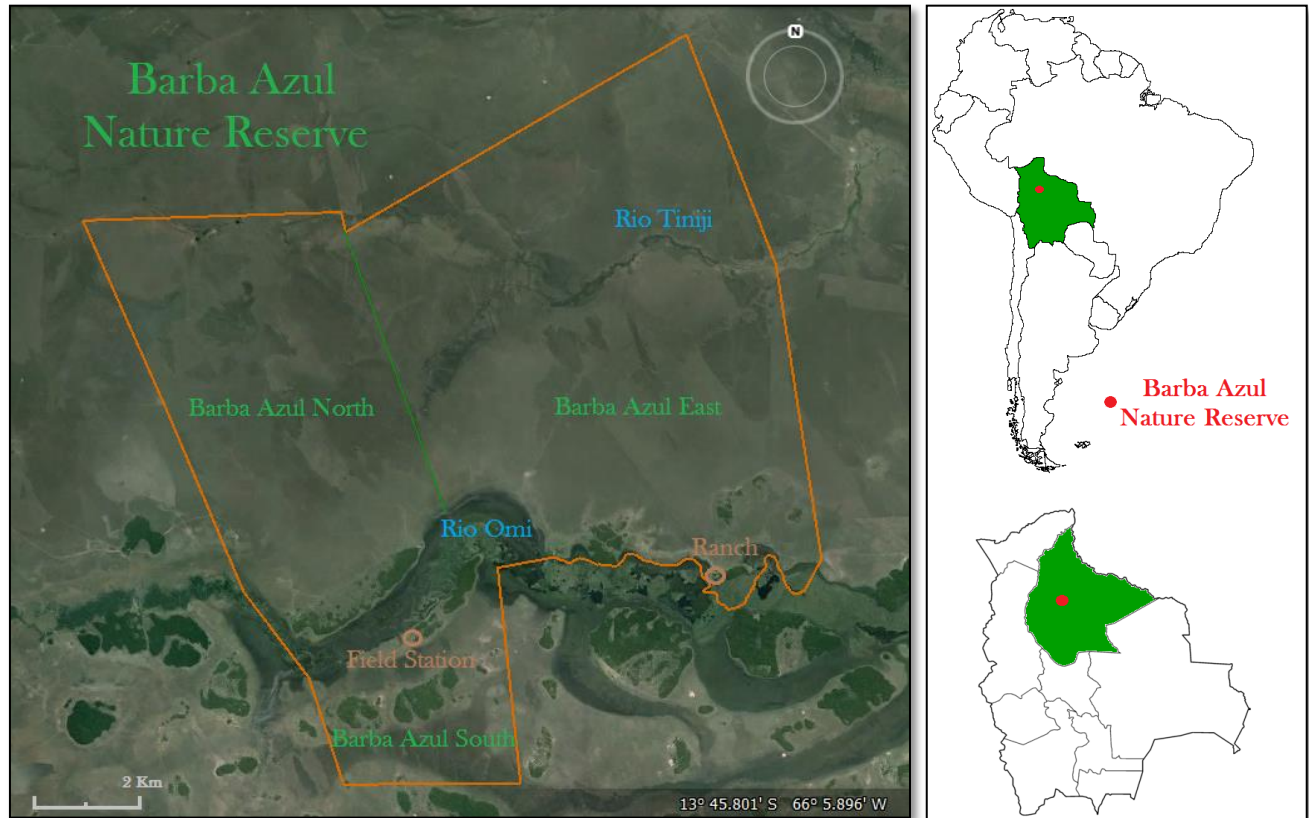 Barba Azul
Nature Reserve
N
Rio Tiniji
Barba Azul North
Barba Azul East
Rio Omi
Ranch
Field Station
Barba Azul South
2 Km
13° 45.801' S 66° 5.896' W
Barba Azul
Nature Reserve